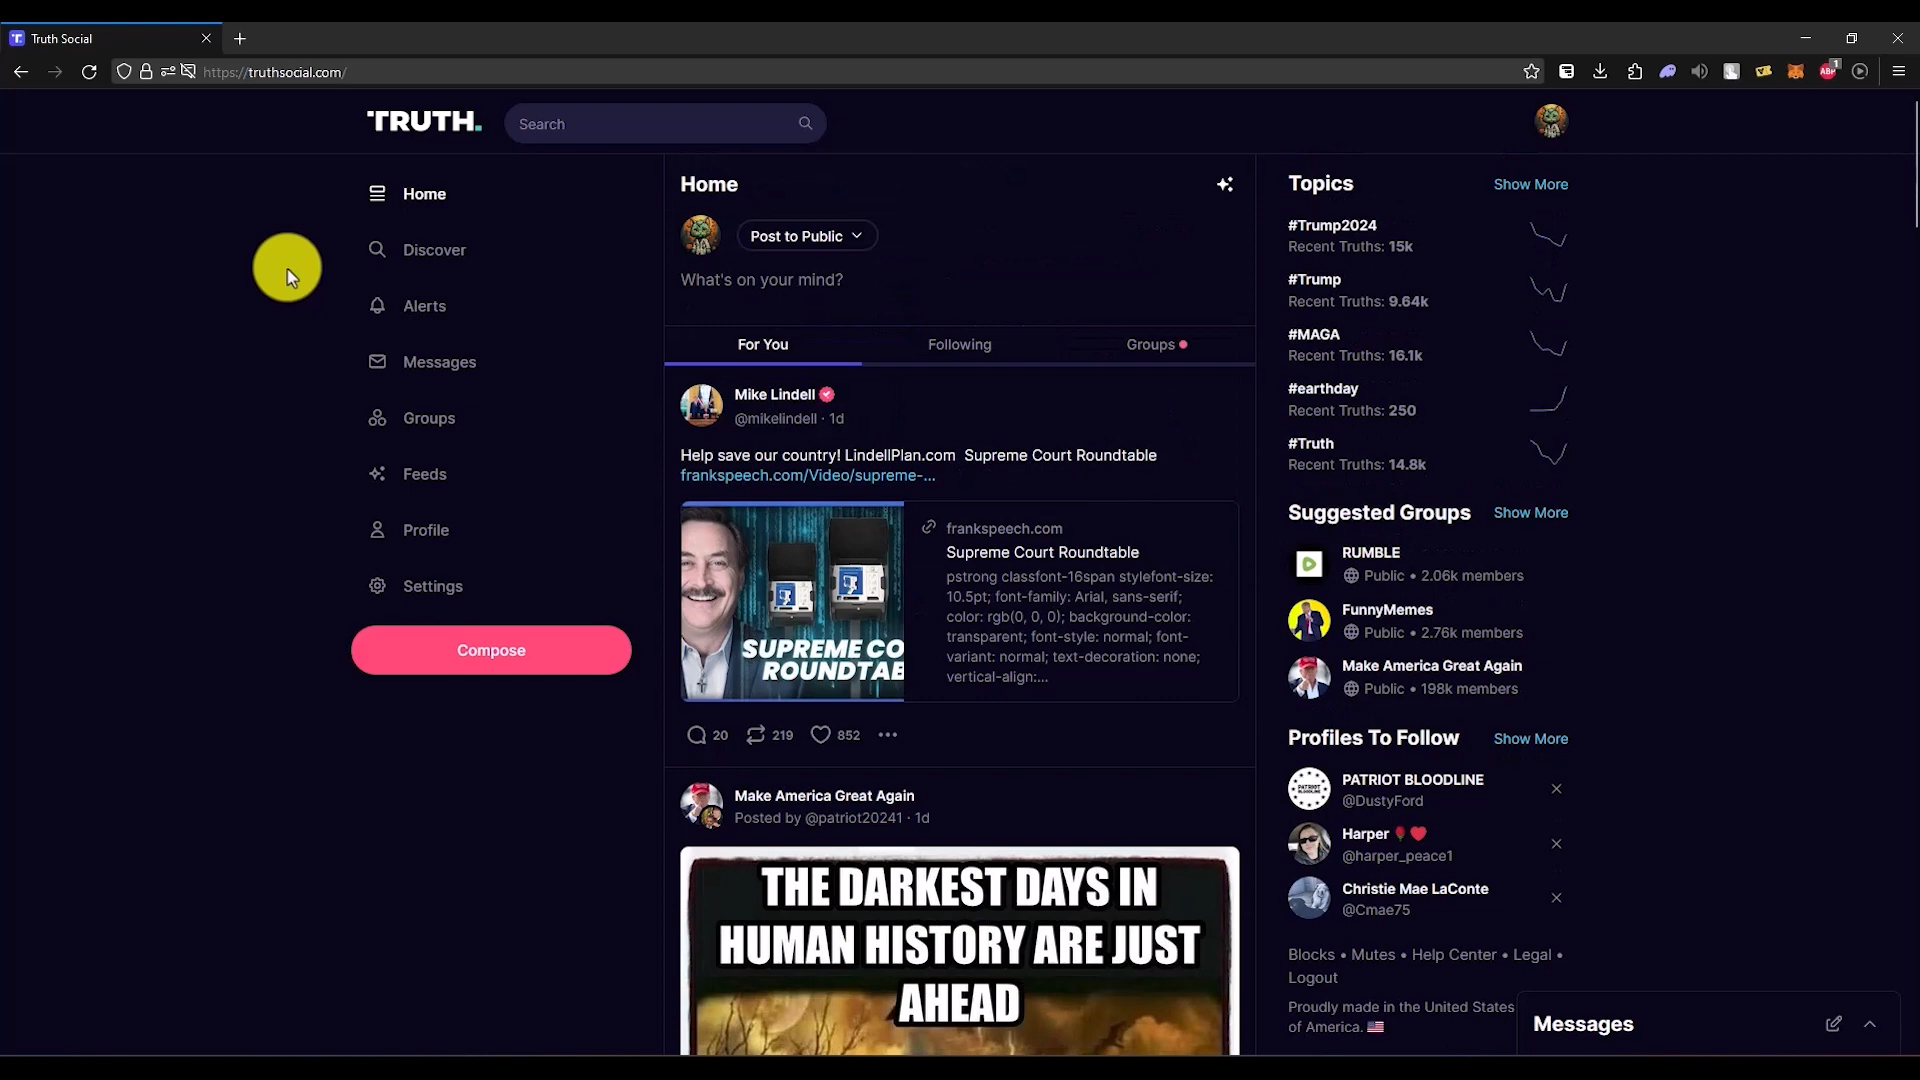 Truth Social
https://truthsocial.com/
ABP
1
TRUTH.
Search
Home
Discover
Alerts
Messages
Groups
Feeds
Profile
Settings
Compose
Home
Post to Public
What's on your mind?
For You
Following
Groups
Mike Lindell
@mikelindell · 1d
Help save our country! LindellPlan.com Supreme Court Roundtable
frankspeech.com/Video/supreme-...
SUPREME CO
ROUNDTAB
frankspeech.com
Supreme Court Roundtable
pstrong classfont-16span stylefont-size:
10.5pt; font-family: Arial, sans-serif;
color: rgb(0, 0, 0); background-color:
transparent; font-style: normal; font-
variant: normal; text-decoration: none;
vertical-align:...
20
219
852
Make America Great Again
Posted by @patriot20241 · 1d
THE DARKEST DAYS IN
HUMAN HISTORY ARE JUST
AHEAD
Topics
Show More
#Trump2024
Recent Truths: 15k
#Trump
Recent Truths: 9.64k
#MAGA
Recent Truths: 16.1k
#earthday
Recent Truths: 250
#Truth
Recent Truths: 14.8k
Suggested Groups
Show More
RUMBLE
Public • 2.06k members
FunnyMemes
Public • 2.76k members
Make America Great Again
Public • 198k members
Profiles To Follow
Show More
PATRIOT BLOODLINE
@DustyFord
PATRIOT
BLOODLINE
Harper 🌹❤️
@harper_peace1
Christie Mae LaConte
@Cmae75
Blocks • Mutes • Help Center • Legal •
Logout
Proudly made in the United States
of America. 🇺🇸
Messages